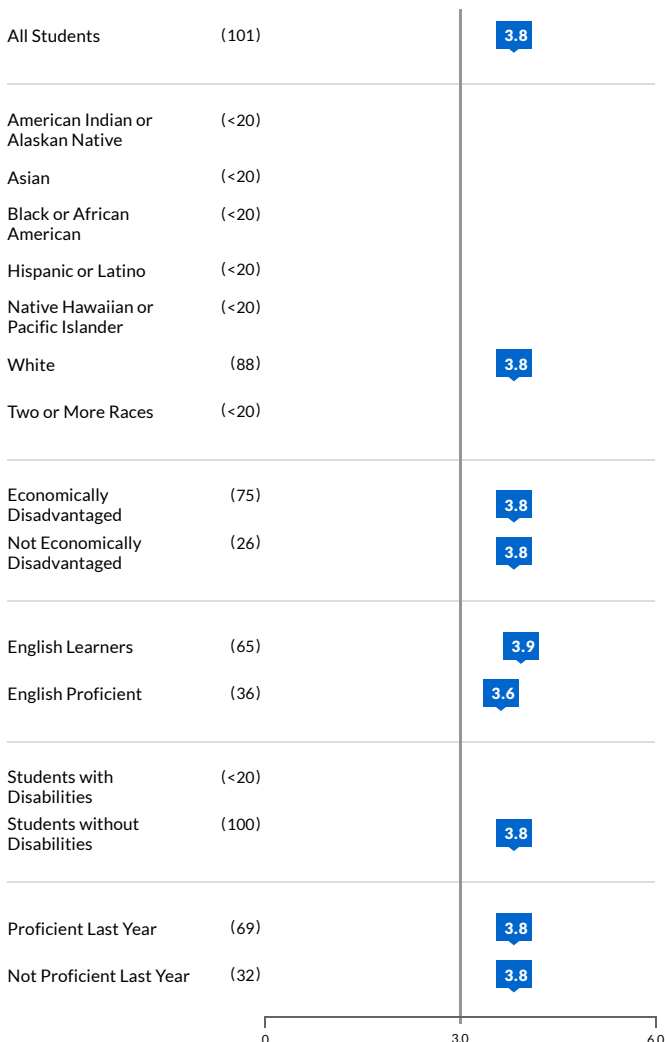 All Students (101) 3.8
American Indian or (<20)
Alaskan Native
Asian (<20)
Black or African (<20)
American
Hispanic or Latino (<20)
Native Hawaiian or (<20)
Pacific Islander
White (88) 3.8
Two or More Races (<20)
Economically (75) 3.8
Disadvantaged
Not Economically (26) 3.8
Disadvantaged
English Learners (65) 3.9
English Proficient (36) 3.6
Students with (<20)
Disabilities
Students without (100) 3.8
Disabilities
Proficient Last Year (69) 3.8
Not Proficient Last Year (32) 3.8
0 3.0 6.0